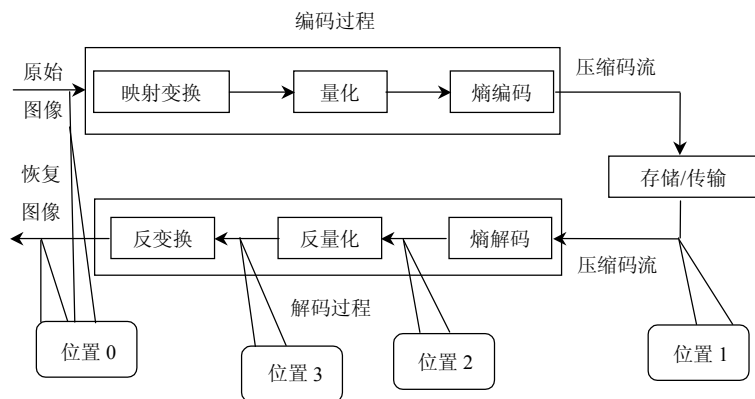 编码过程
原始
图像
映射变换
量化
熵编码
压缩码流
存储/传输
恢复
图像
反变换
反量化
熵解码
压缩码流
解码过程
位置 0
位置 3
位置 2
位置 1